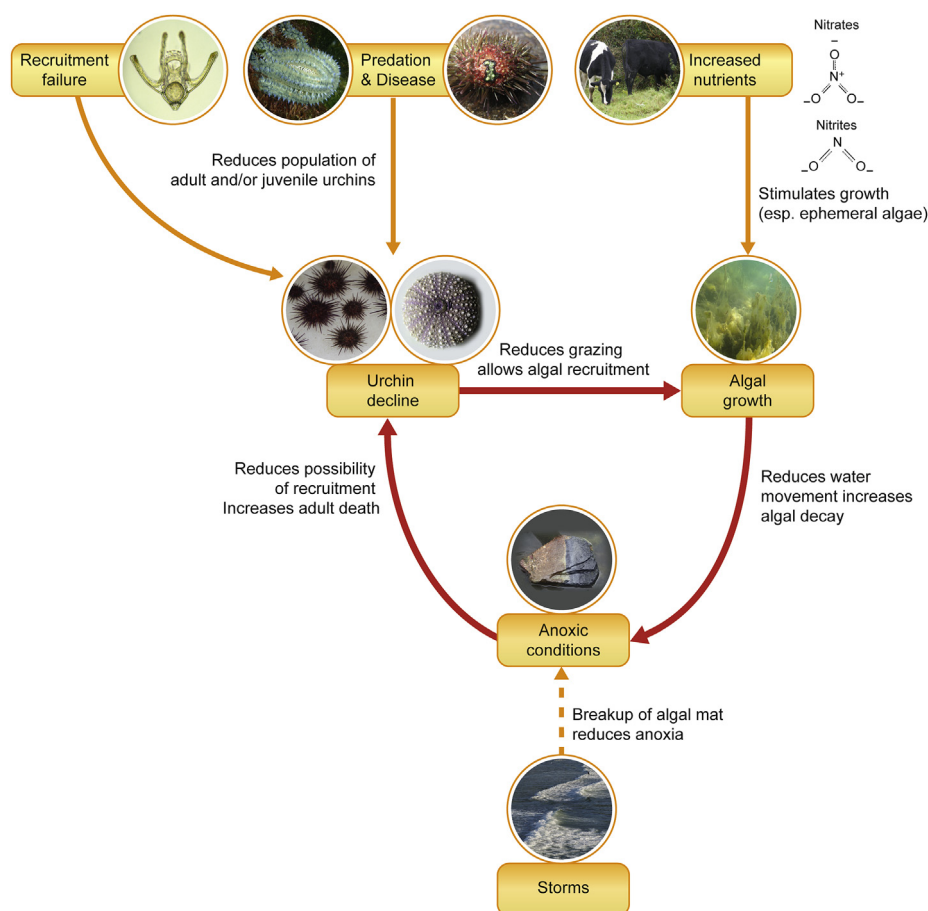 Recruitment
failure
Predation
& Disease
Increased
nutrients
Nitrates
–
O
N+
–O
O–
Nitrites
N
–O
O–
Reduces population of
adult and/or juvenile urchins
Stimulates growth
(esp. ephemeral algae)
Reduces grazing
allows algal recruitment
Urchin
decline
Algal
growth
Reduces possibility
of recruitment
Increases adult death
Reduces water
movement increases
algal decay
Anoxic
conditions
Breakup of algal mat
reduces anoxia
Storms